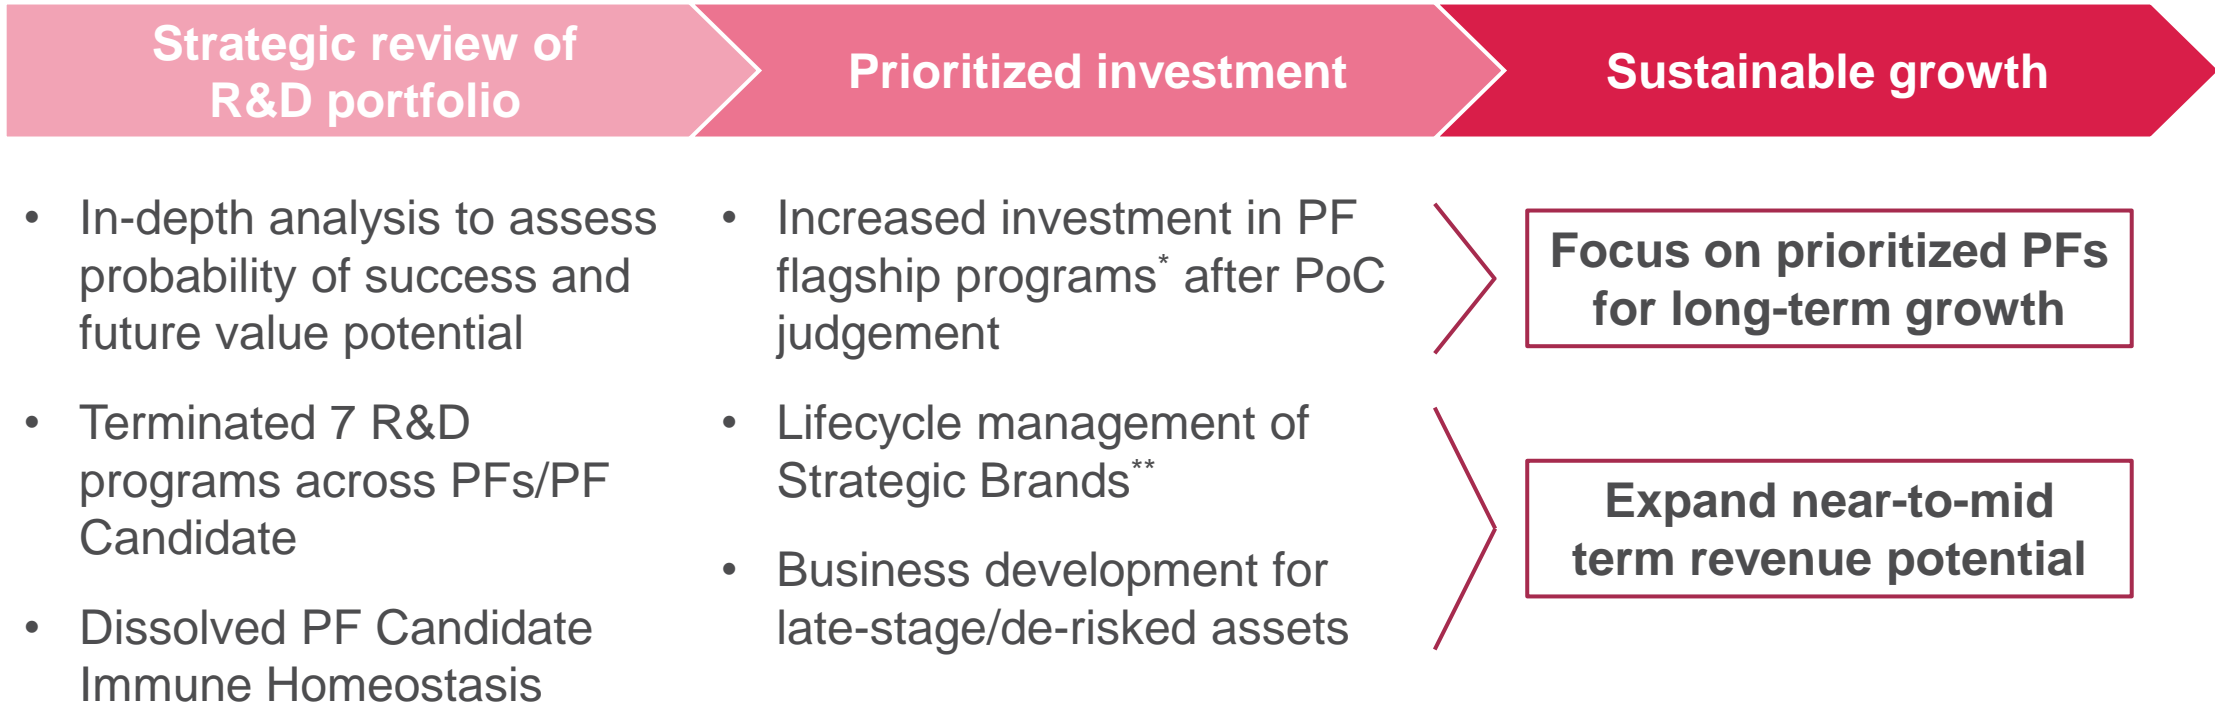 Strategic review of
R&D portfolio
Prioritized investment
Sustainable growth
• In-depth analysis to assess
probability of success and
future value potential
• Terminated 7 R&D
programs across PFs/PF
Candidate
• Dissolved PF Candidate
Immune Homeostasis
• Increased investment in PF
flagship programs* after PoC
judgement
• Lifecycle management of
Strategic Brands**
• Business development for
late-stage/de-risked assets
Focus on prioritized PFs
for long-term growth
Expand near-to-mid
term revenue potential